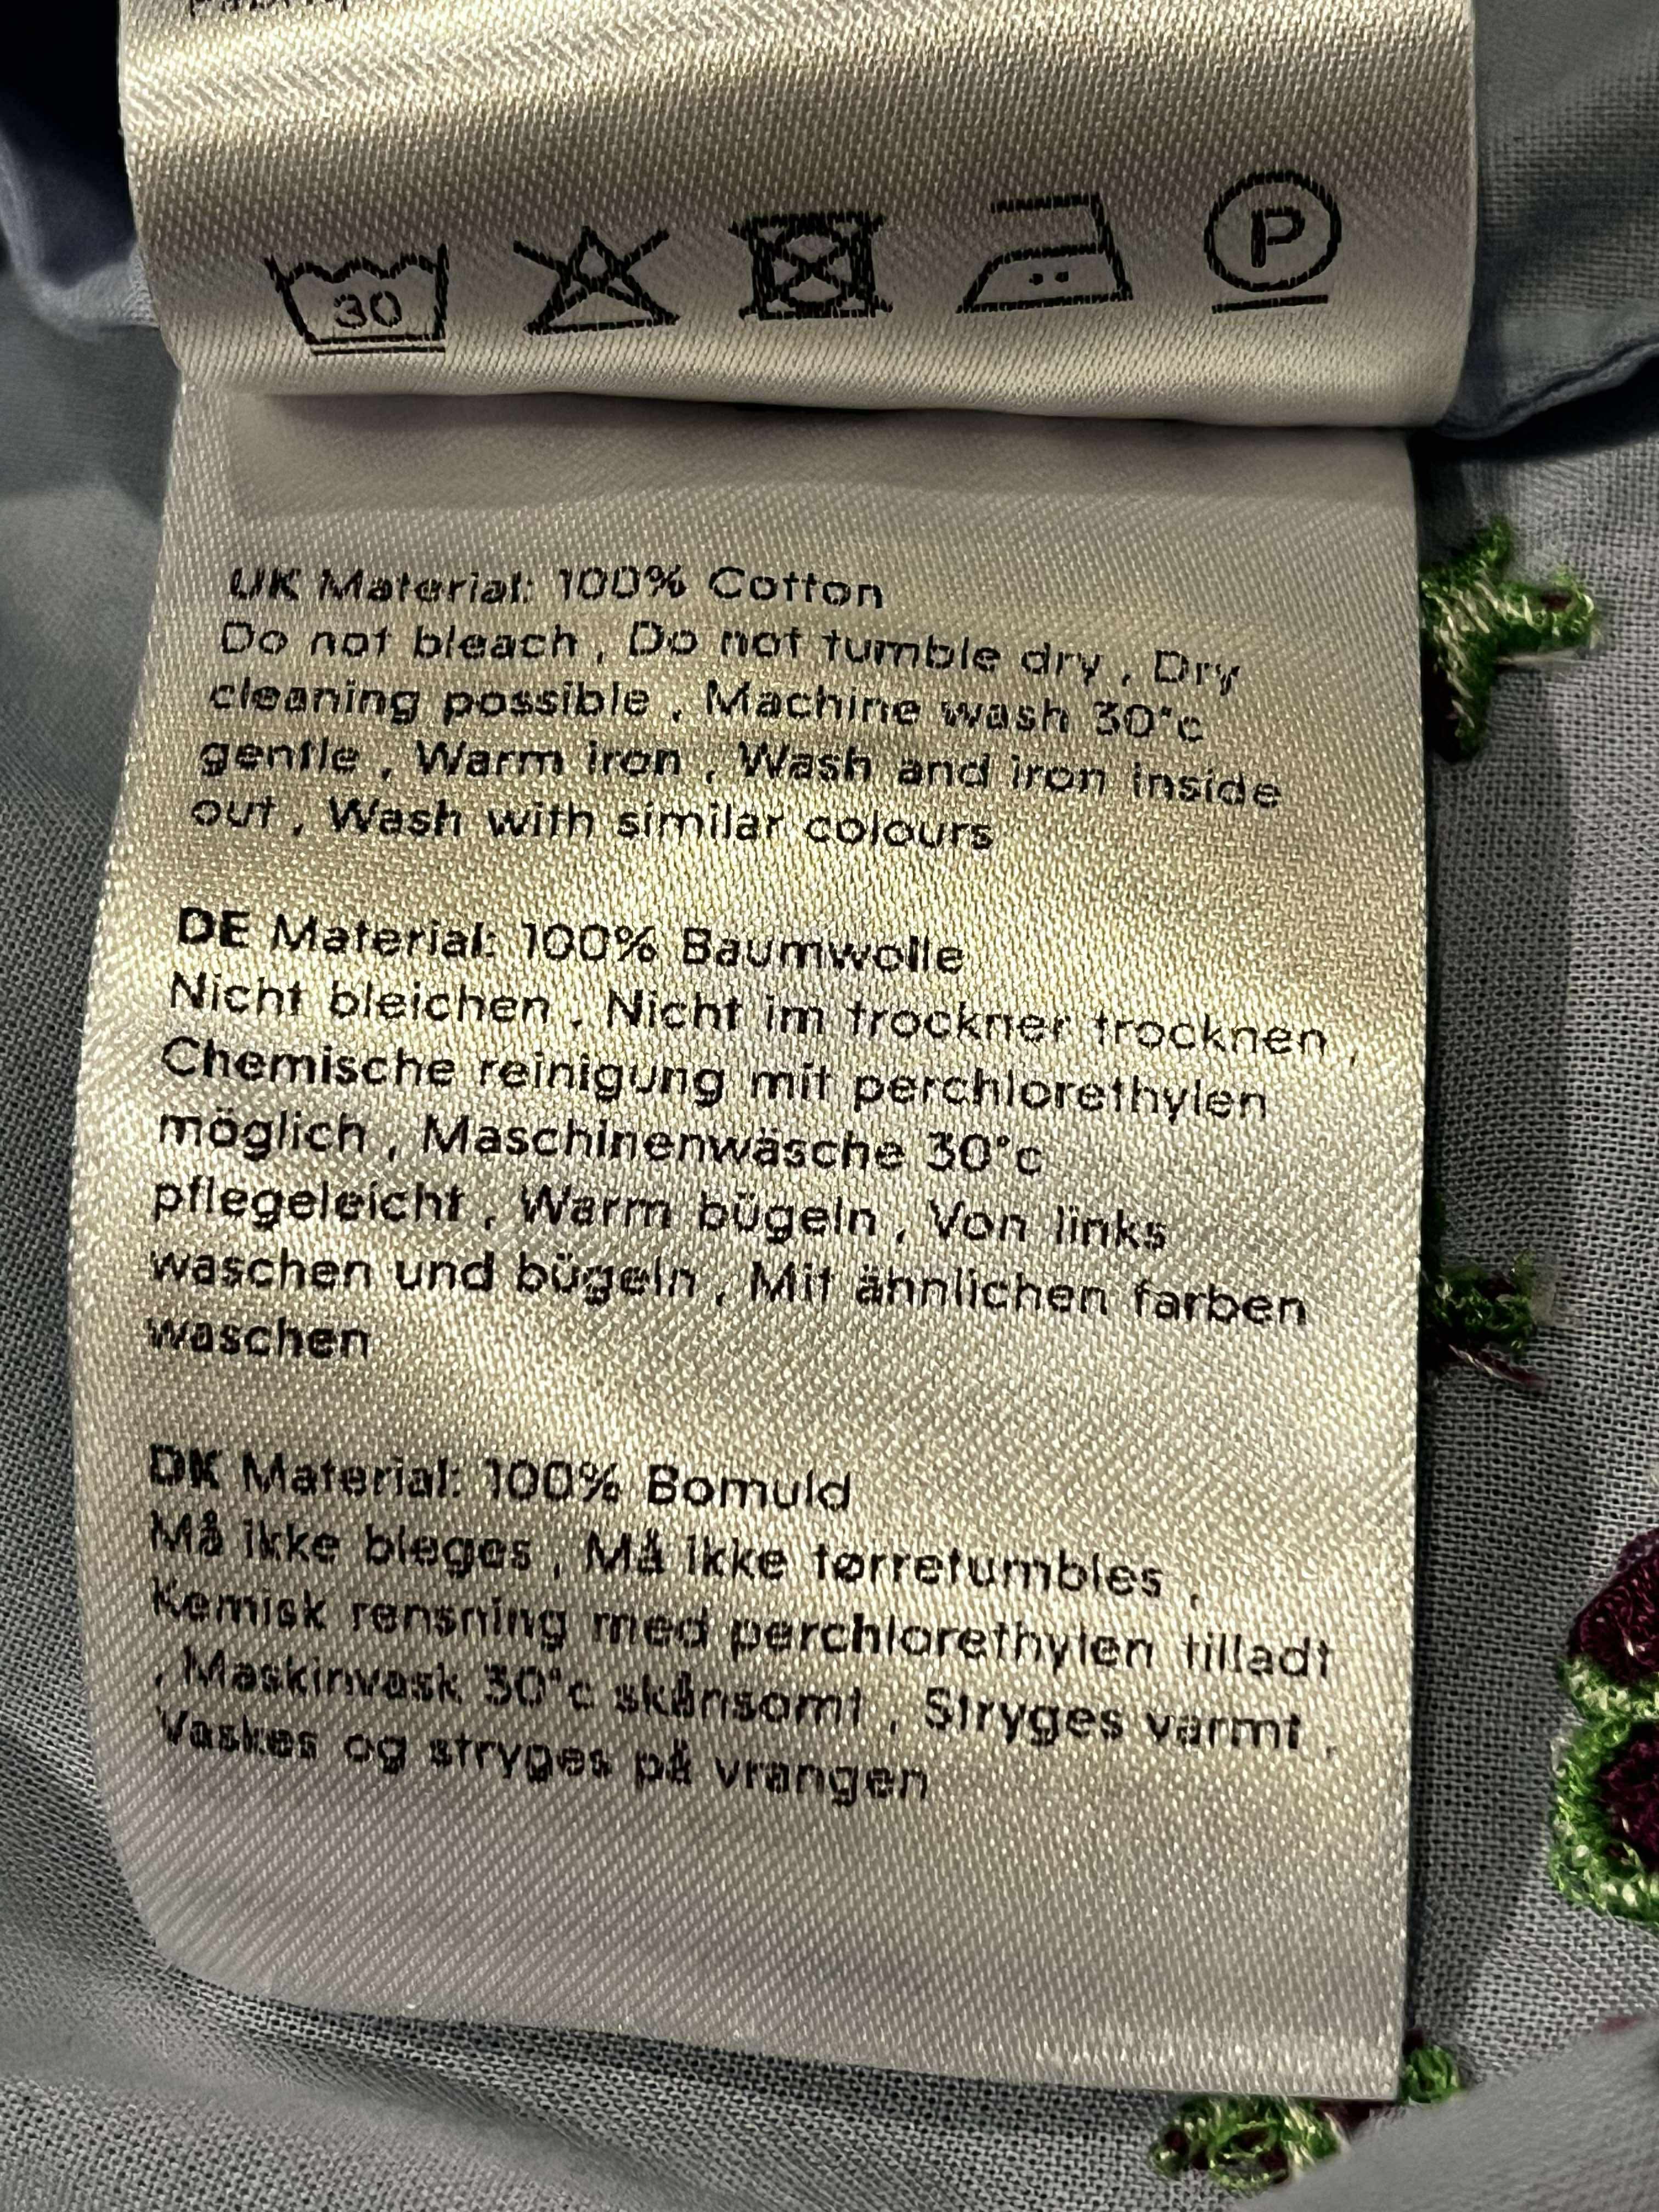 30
P
UK Material: 100% Cotton
Do not bleach , Do not tumble dry , Dry
cleaning possible , Machine wash 30°c
gentle , Warm iron , Wash and iron inside
out , Wash with similar colours
DE Material: 100% Baumwolle
Nicht bleichen , Nicht im trockner trocknen ,
Chemische reinigung mit perchlorethylen
möglich , Maschinenwäsche 30°c
pflegeleicht , Warm bügeln , Von links
waschen und bügeln , Mit ähnlichen farben
waschen
DK Material: 100% Bomuld
Må ikke bleges , Må ikke tørretumbles ,
Kemisk rensning med perchlorethylen tilladt
, Maskinvask 30°c skånsomt , Stryges varmt ,
Vaskes og stryges på vrangen